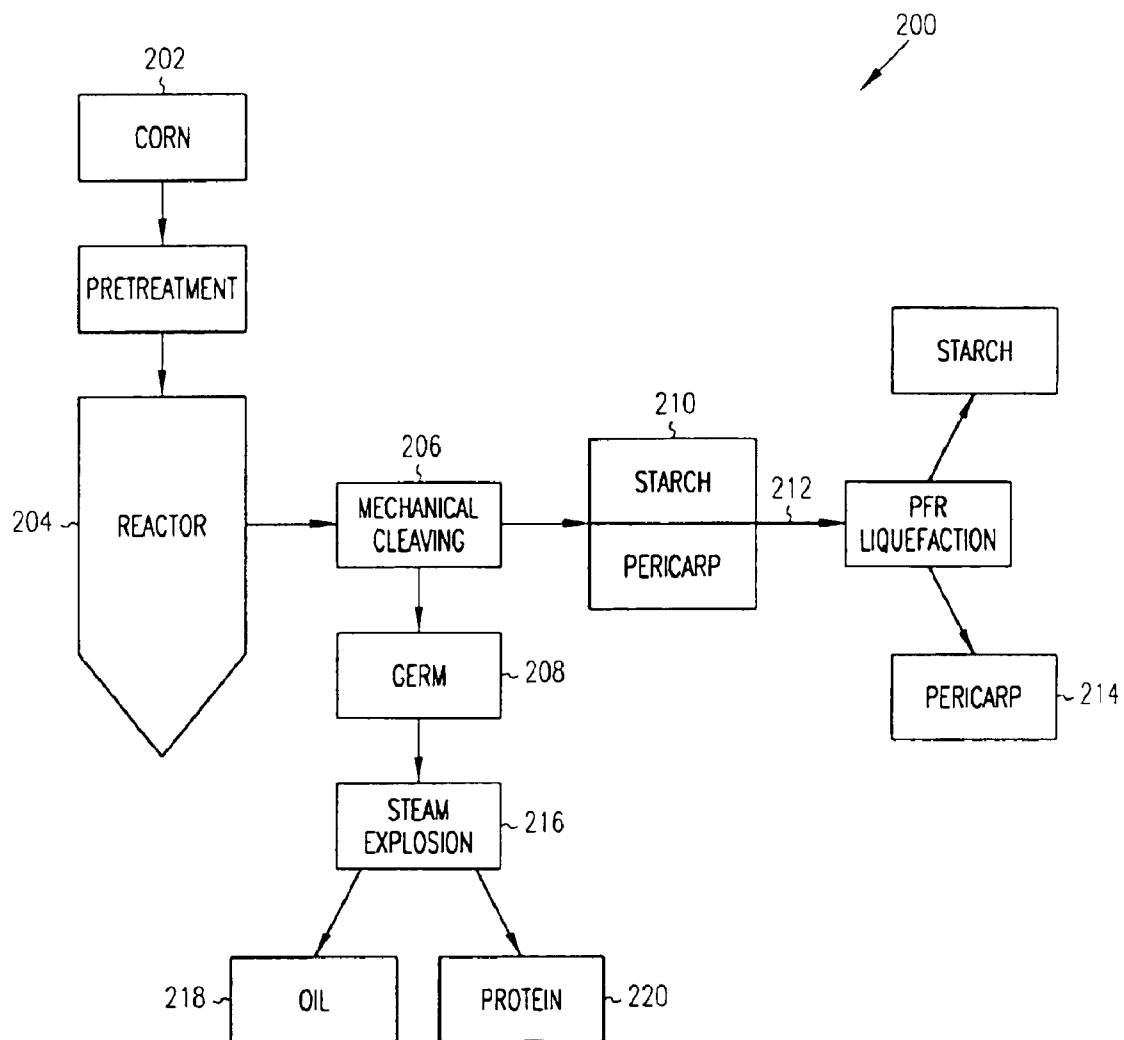 200
202
CORN
PRETREATMENT
204
REACTOR
206
MECHANICAL
CLEAVING
210
STARCH
PERICARP
212
PFR
LIQUEFACTION
STARCH
PERICARP
214
GERM
208
STEAM
EXPLOSION
216
218
OIL
PROTEIN
220